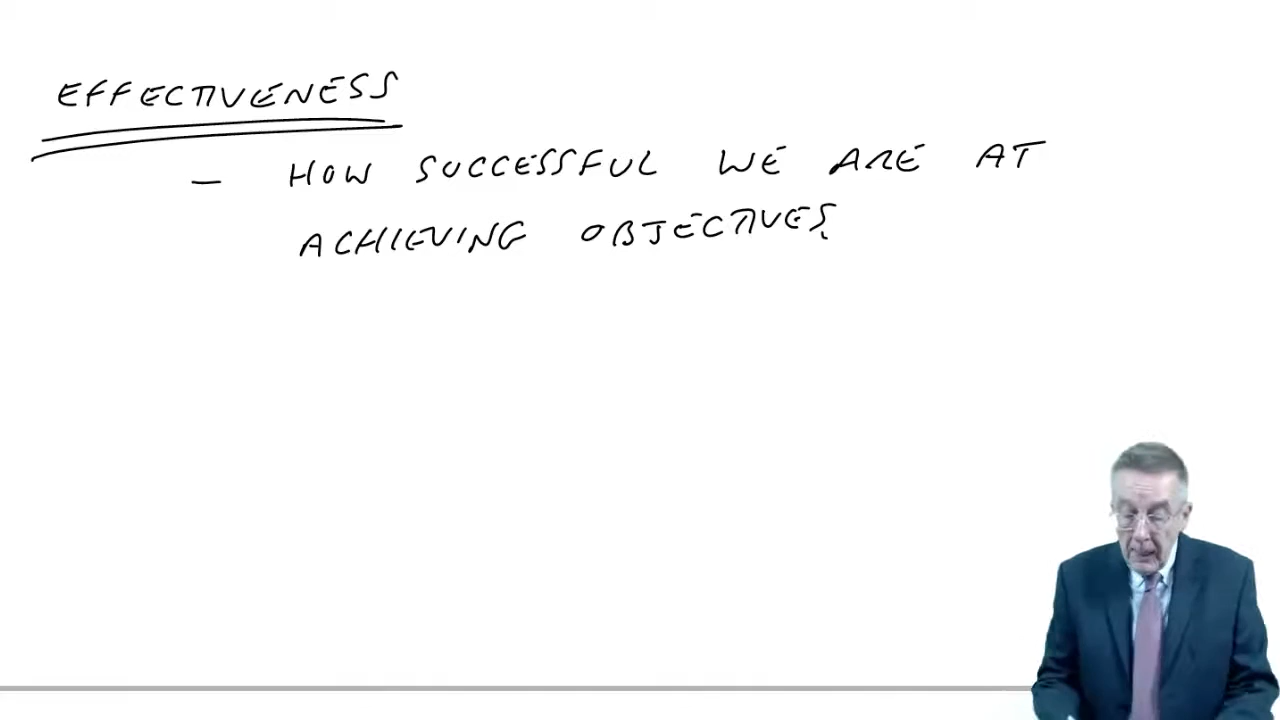 EFFECTIVENESS
- HOW SUCCESSFUL WE ARE AT
ACHIEVING OBJECTIVES